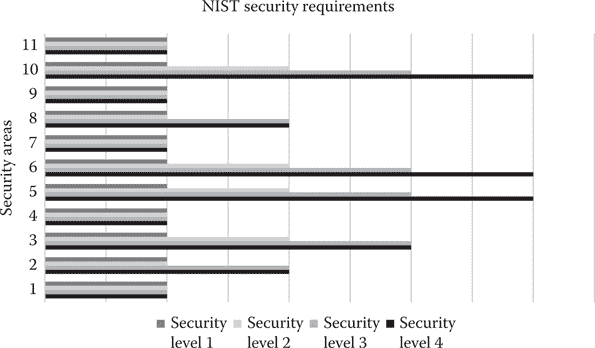 NIST security requirements
11
10
9
8
7
6
5
4
3
2
1
Security areas
Security level 1
Security level 2
Security level 3
Security level 4